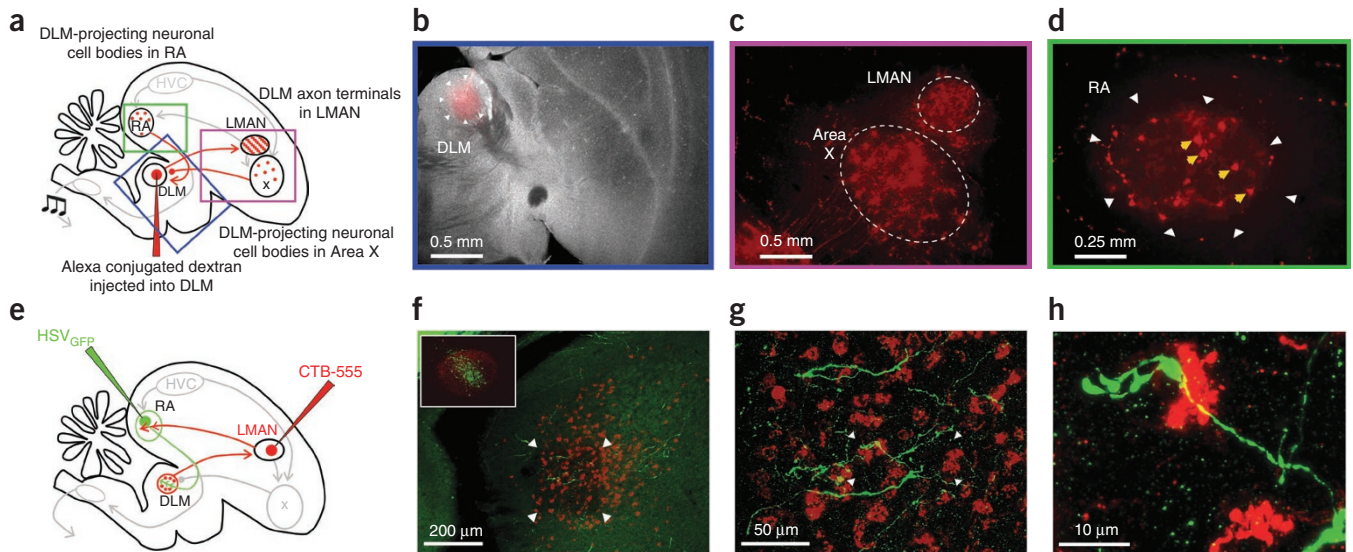 a
DLM-projecting neuronal
cell bodies in RA
HVC
RA
LMAN
DLM axon terminals
in LMAN
X
DLM
DLM-projecting neuronal
cell bodies in Area X
Alexa conjugated dextran
injected into DLM
b
DLM
0.5 mm
c
LMAN
Area
X
0.5 mm
d
RA
0.25 mm
e
HSVGFP
CTB-555
HVC
RA
LMAN
DLM
X
f
200 µm
g
50 µm
h
10 µm